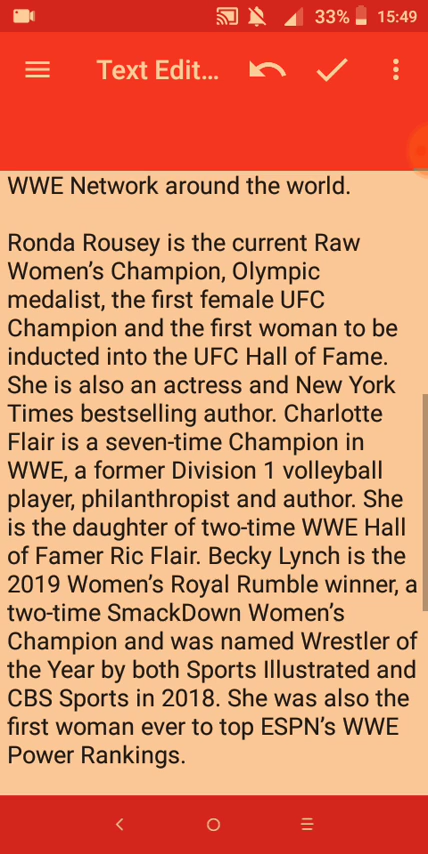 33% 15:49
Text Edit...
WWE Network around the world.
Ronda Rousey is the current Raw
Women’s Champion, Olympic
medalist, the first female UFC
Champion and the first woman to be
inducted into the UFC Hall of Fame.
She is also an actress and New York
Times bestselling author. Charlotte
Flair is a seven-time Champion in
WWE, a former Division 1 volleyball
player, philanthropist and author. She
is the daughter of two-time WWE Hall
of Famer Ric Flair. Becky Lynch is the
2019 Women’s Royal Rumble winner, a
two-time SmackDown Women’s
Champion and was named Wrestler of
the Year by both Sports Illustrated and
CBS Sports in 2018. She was also the
first woman ever to top ESPN’s WWE
Power Rankings.